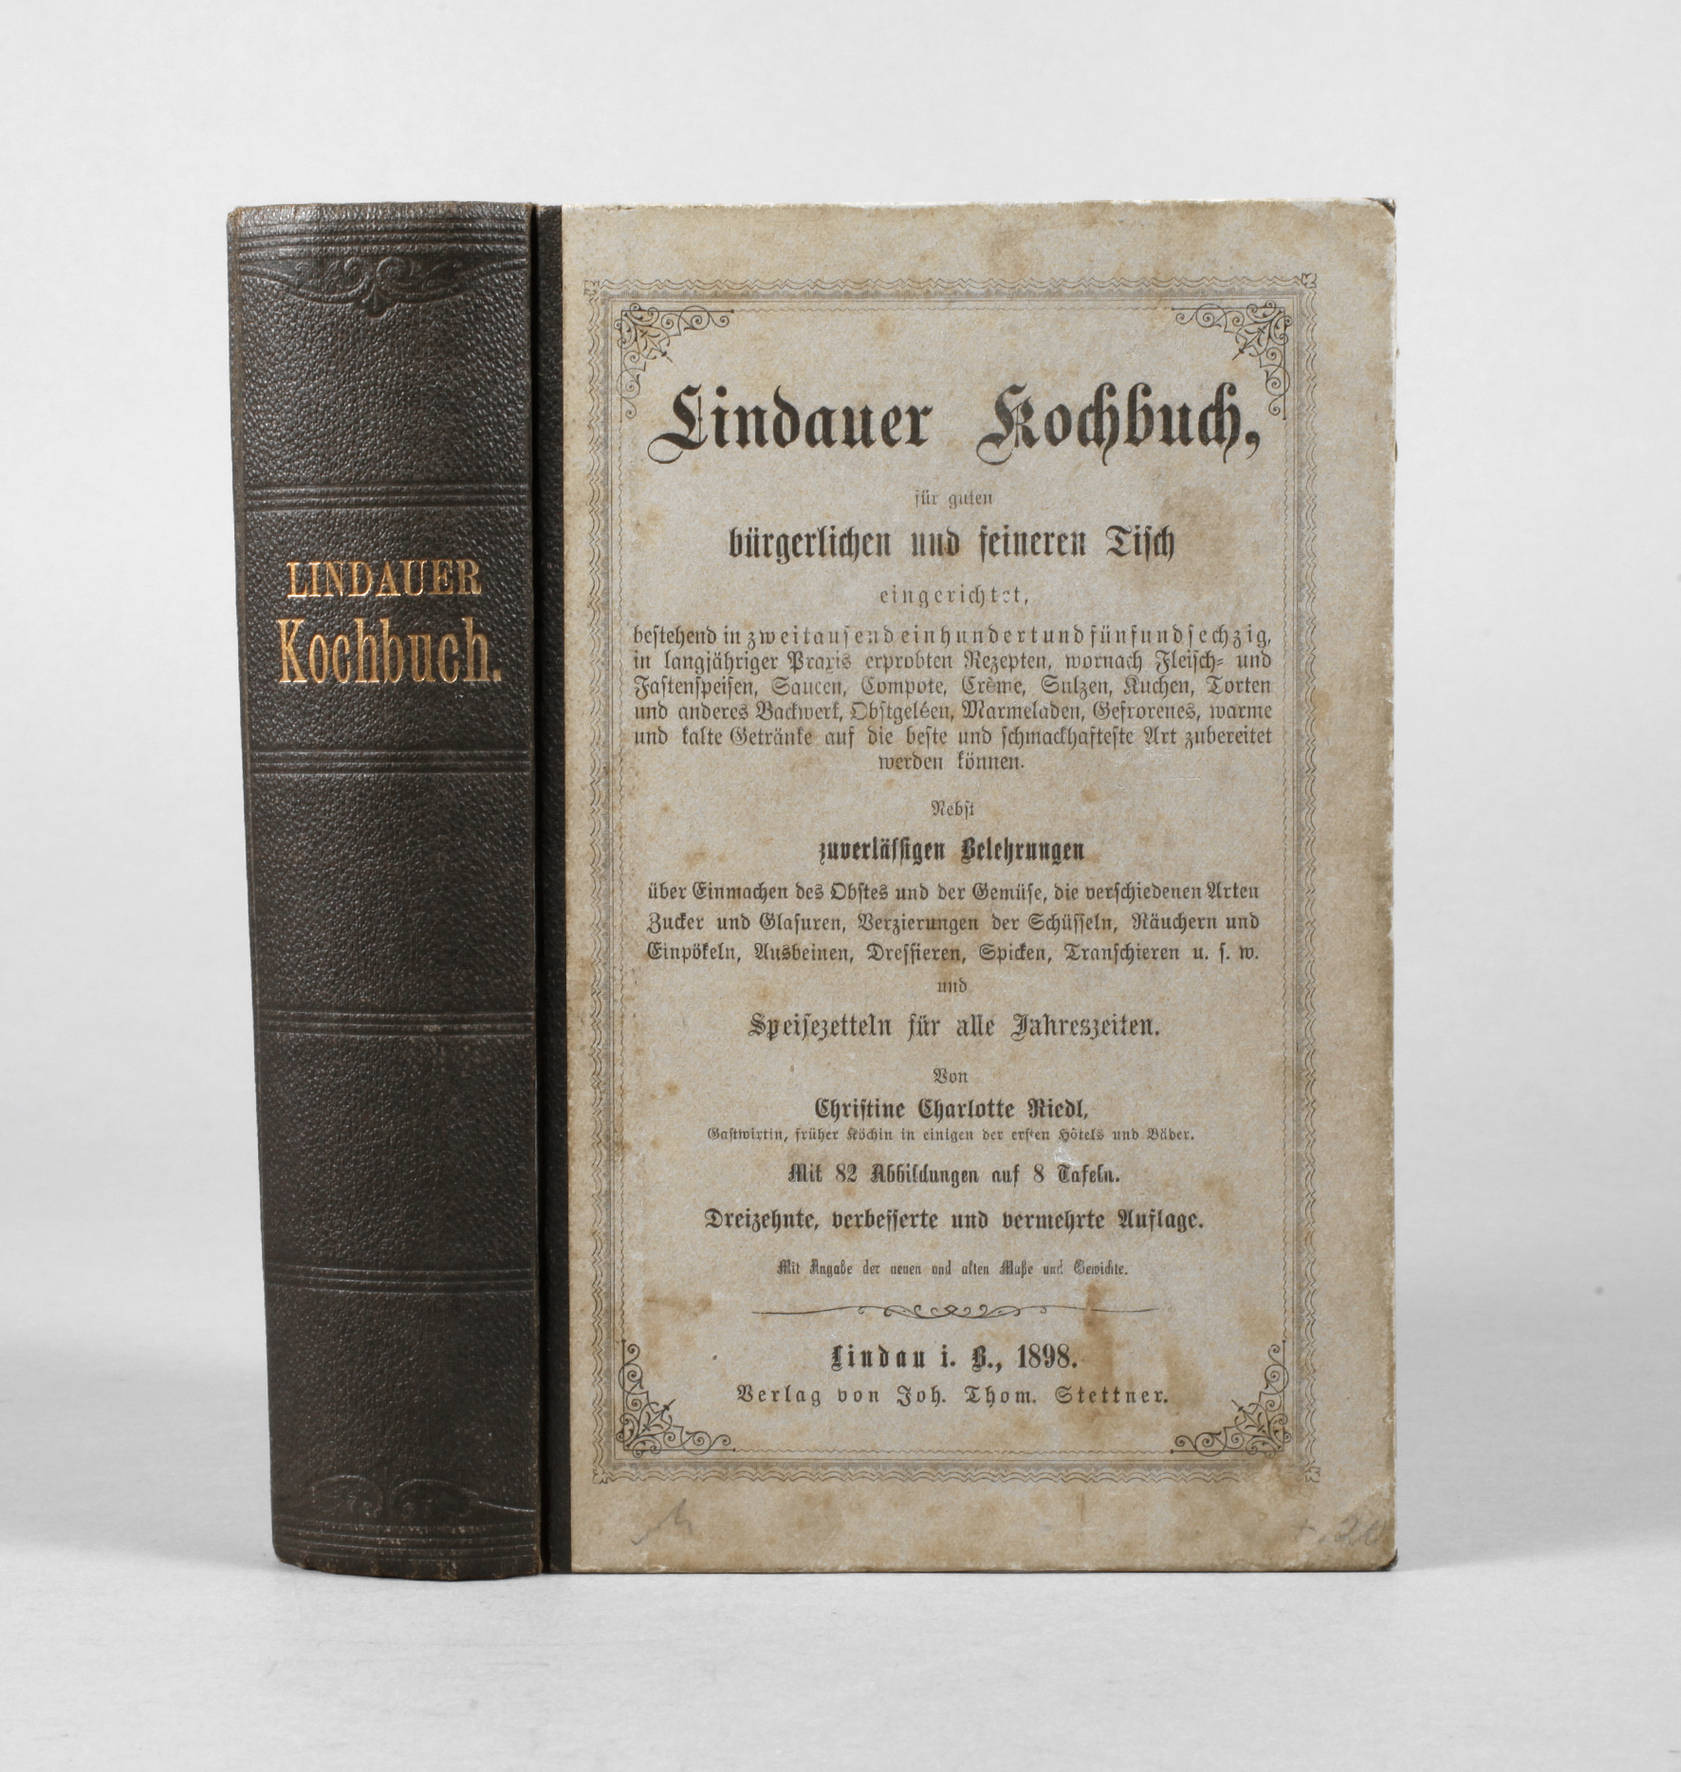 LINDAUER
Kochbuch.
Lindauer Kochbuch,
für guten
bürgerlichen und feineren Tisch
eingerichtet,
bestehend in zweitausendeinhundertundfünfundsechzig,
in langjähriger Praxis erprobten Rezepten, wornach Fleisch- und
Fastenspeisen, Saucen, Compote, Crème, Sulzen, Kuchen, Torten
und anderes Backwerk, Obstgeléen, Marmeladen, Gefrorenes, warme
und kalte Getränke auf die beste und schmackhafteste Art zubereitet
werden können.
Nebst
zuverlässigen Belehrungen
über Einmachen des Obstes und der Gemüse, die verschiedenen Arten
Zucker und Glasuren, Verzierungen der Schüsseln, Räuchern und
Einpökeln, Ausbeinen, Dressieren, Spicken, Transchieren u. s. w.
und
Speisezetteln für alle Jahreszeiten.
Von
Christine Charlotte Riedl,
Gastwirtin, früher Köchin in einigen der ersten Hôtels und Bäder.
Mit 82 Abbildungen auf 8 Tafeln.
Dreizehnte, verbesserte und vermehrte Auflage.
Mit Angabe der neuen und alten Maße und Gewichte.
Lindau i. B., 1898.
Verlag von Joh. Thom. Stettner.